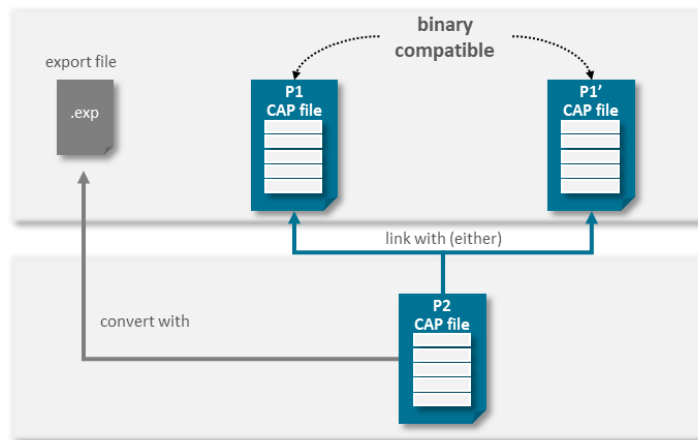 binary
compatible
export file
.exp
P1
CAP file
P1’
CAP file
link with (either)
P2
CAP file
convert with